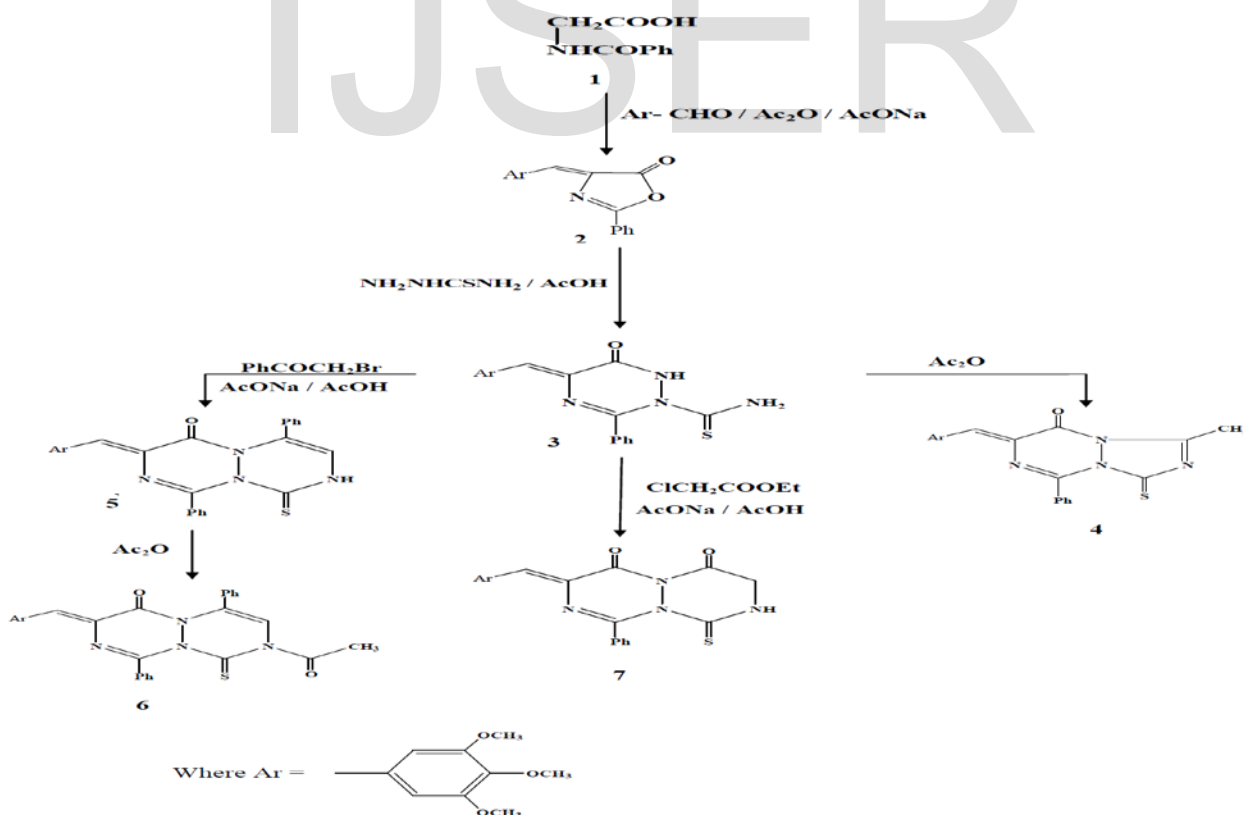 IJSER
CH₂COOH
NHCOPh
1
Ar- CHO / Ac₂O / AcONa
Ar
O
N
O
Ph
2
NH₂NHCSNH₂ / AcOH
PhCOCH₂Br
AcONa / AcOH
Ac₂O
O
Ar
NH
N
N
NH₂
Ph
S
3
O
Ph
Ar
N
N
N
NH
Ph
S
5
O
Ar
N
CH
N
N
N
Ph
S
4
ClCH₂COOEt
AcONa / AcOH
Ac₂O
O
O
Ar
N
N
N
NH
Ph
S
7
O
Ph
Ar
N
N
N
N
CH₃
Ph
S
O
6
Where Ar =
OCH₃
OCH₃
OCH₃